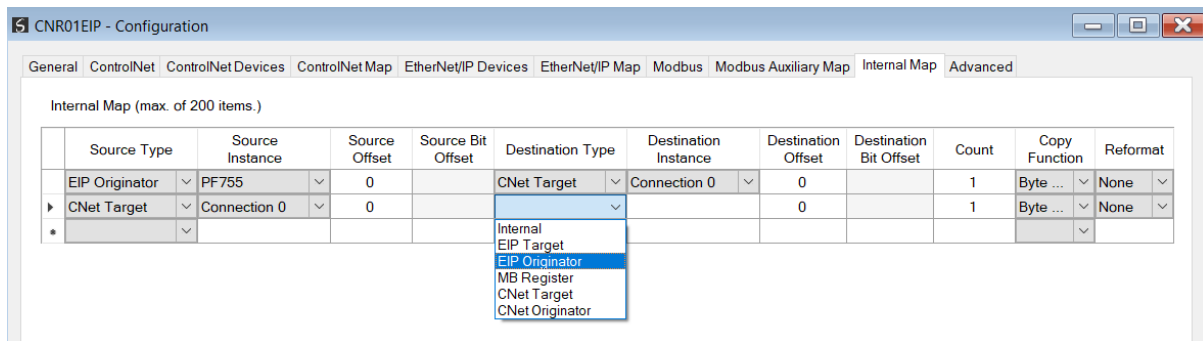 CNR01EIP - Configuration
General ControlNet ControlNet Devices ControlNet Map EtherNet/IP Devices EtherNet/IP Map Modbus Modbus Auxiliary Map Internal Map Advanced
Internal Map (max. of 200 items.)
Source Type Source Instance Source Offset Source Bit Offset Destination Type Destination Instance Destination Offset Destination Bit Offset Count Copy Function Reformat
EIP Originator PF755 0 CNet Target Connection 0 0 1 Byte ... None
CNet Target Connection 0 0 0 1 Byte ... None
Internal
EIP Target
EIP Originator
MB Register
CNet Target
CNet Originator